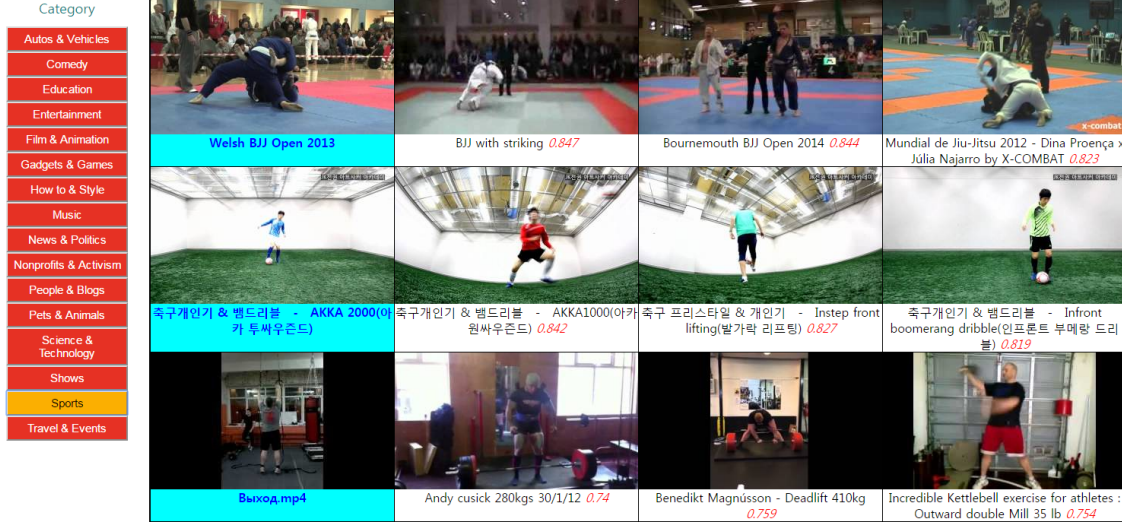 Category
Autos & Vehicles
Comedy
Education
Entertainment
Film & Animation
Gadgets & Games
How to & Style
Music
News & Politics
Nonprofits & Activism
People & Blogs
Pets & Animals
Science &
Technology
Shows
Sports
Travel & Events
x-combat
Welsh BJJ Open 2013
BJJ with striking 0.847
Bournemouth BJJ Open 2014 0.844
Mundial de Jiu-Jitsu 2012 - Dina Proença x
Júlia Najarro by X-COMBAT 0.823
축구개인기 & 뱀드리블 - AKKA 2000(아
카 투싸우즌드)
축구개인기 & 뱀드리블 - AKKA1000(아카
원싸우즌드) 0.842
축구 프리스타일 & 개인기 - Instep front
lifting(발가락 리프팅) 0.827
축구개인기 & 뱀드리블 - Infront
boomerang dribble(인프론트 부메랑 드리
블) 0.819
Выход.mp4
Andy cusick 280kgs 30/1/12 0.74
Benedikt Magnússon - Deadlift 410kg
0.759
Incredible Kettlebell exercise for athletes :
Outward double Mill 35 lb 0.754